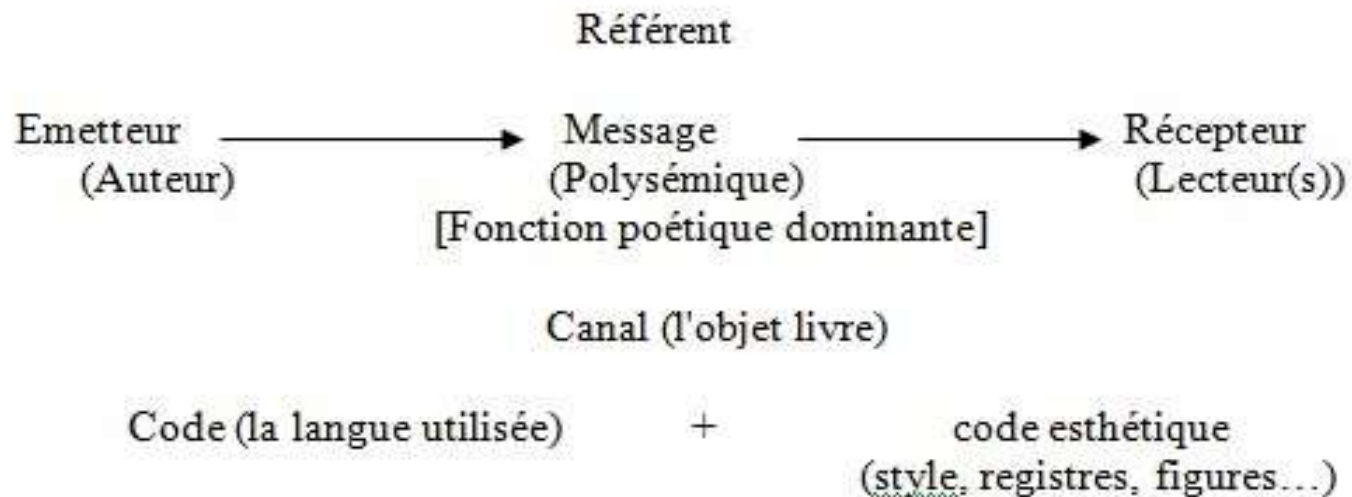 Référent
Emetteur Message Récepteur
(Auteur) (Polysémique) (Lecteur(s))
[Fonction poétique dominante]
Canal (l'objet livre)
Code (la langue utilisée) + code esthétique
(style, registres, figures…)